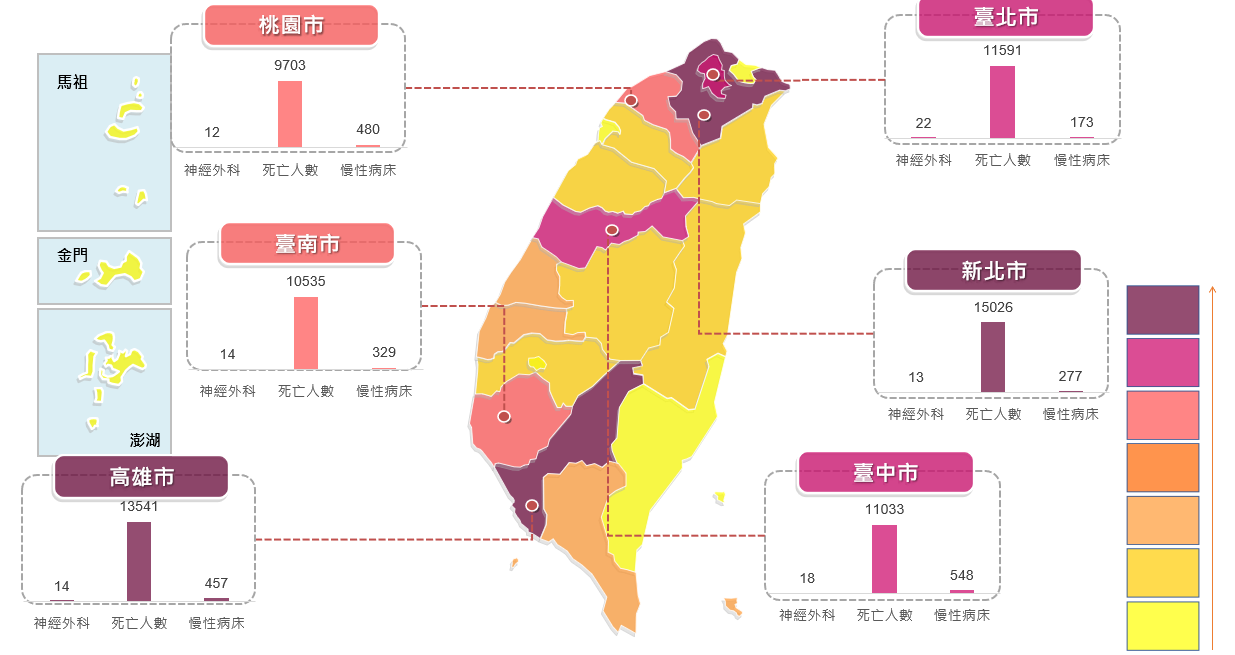 桃園市
9703
12
480
神經外科 死亡人數 慢性病床
臺北市
11591
22
173
神經外科 死亡人數 慢性病床
馬祖
金門
澎湖
臺南市
10535
14
329
神經外科 死亡人數 慢性病床
新北市
15026
13
277
神經外科 死亡人數 慢性病床
高雄市
13541
14
457
神經外科 死亡人數 慢性病床
臺中市
11033
18
548
神經外科 死亡人數 慢性病床